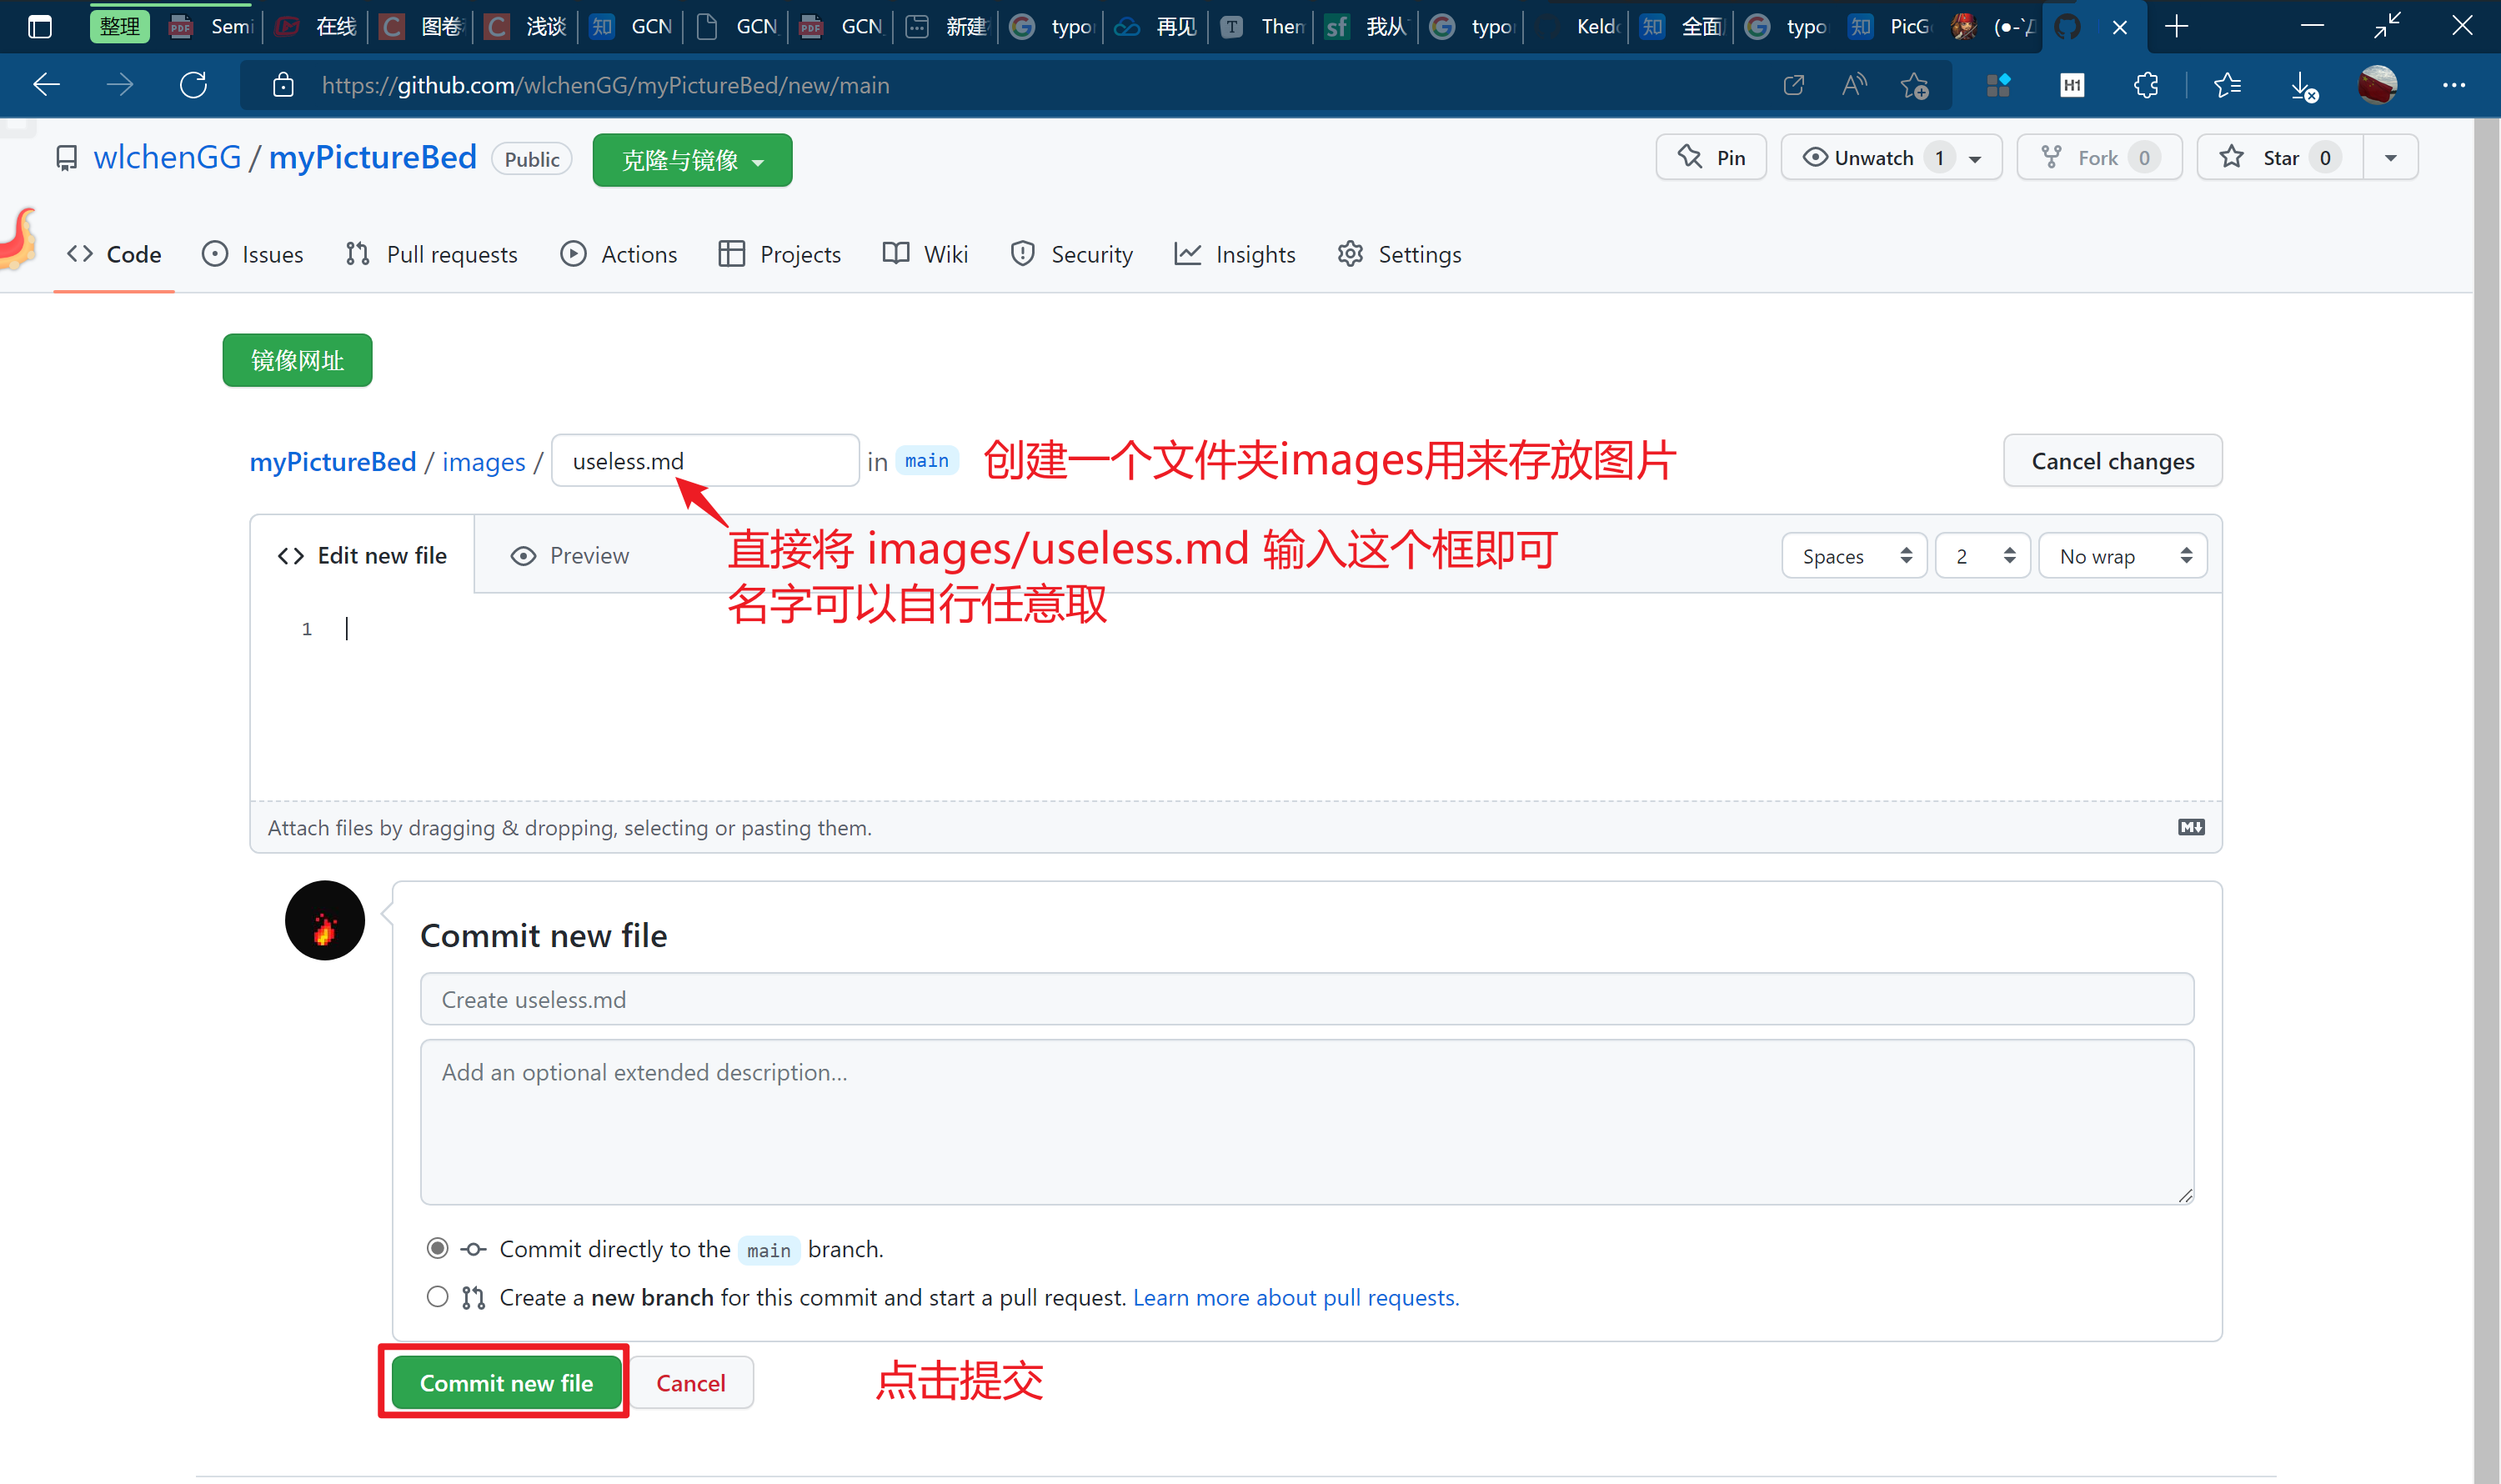 整理 Semi 在线 图卷 浅谈 GCN GCN GCN 新建 typo 再见 Them 我从 typo Keld 全面 typo PicG
https://github.com/wlchenGG/myPictureBed/new/main
wlchenGG / myPictureBed Public 克隆与镜像 Pin Unwatch 1 Fork 0 Star 0
Code Issues Pull requests Actions Projects Wiki Security Insights Settings
镜像网址
myPictureBed / images / useless.md in main 创建一个文件夹images用来存放图片 Cancel changes
Edit new file Preview 直接将 images/useless.md 输入这个框即可 Spaces 2 No wrap
名字可以自行任意取
1
Attach files by dragging & dropping, selecting or pasting them.
Commit new file
Create useless.md
Add an optional extended description...
Commit directly to the main branch.
Create a new branch for this commit and start a pull request. Learn more about pull requests.
Commit new file Cancel 点击提交